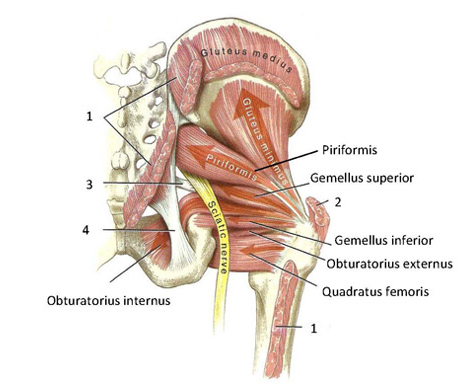 Gluteus medius
1
Gluteus minimus
Piriformis
Piriformis
Gemellus superior
3
2
Sciatic nerve
4
Gemellus inferior
Obturatorius externus
Obturatorius internus
Quadratus femoris
1